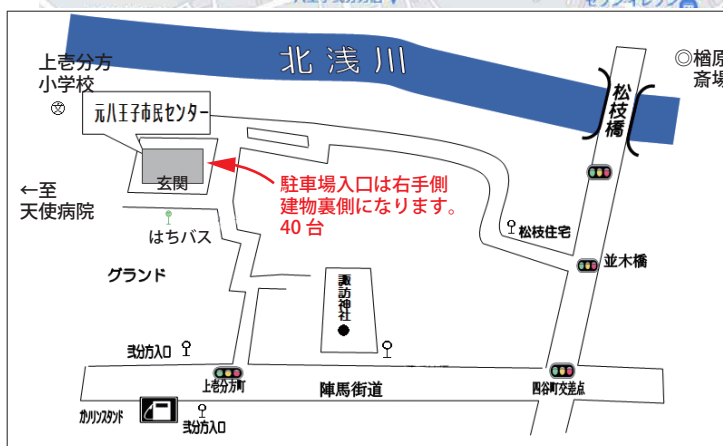 北浅川
上壱分方
小学校
文
元八王子市民センター
玄関
←至
天使病院
はちバス
駐車場入口は右手側
建物裏側になります。
40台
松枝橋
◎楢原
斎場
松枝住宅
並木橋
グランド
諏訪神社
弐分方入口
上壱分方町
陣馬街道
四谷町交差点
ガソリンスタンド
弐分方入口